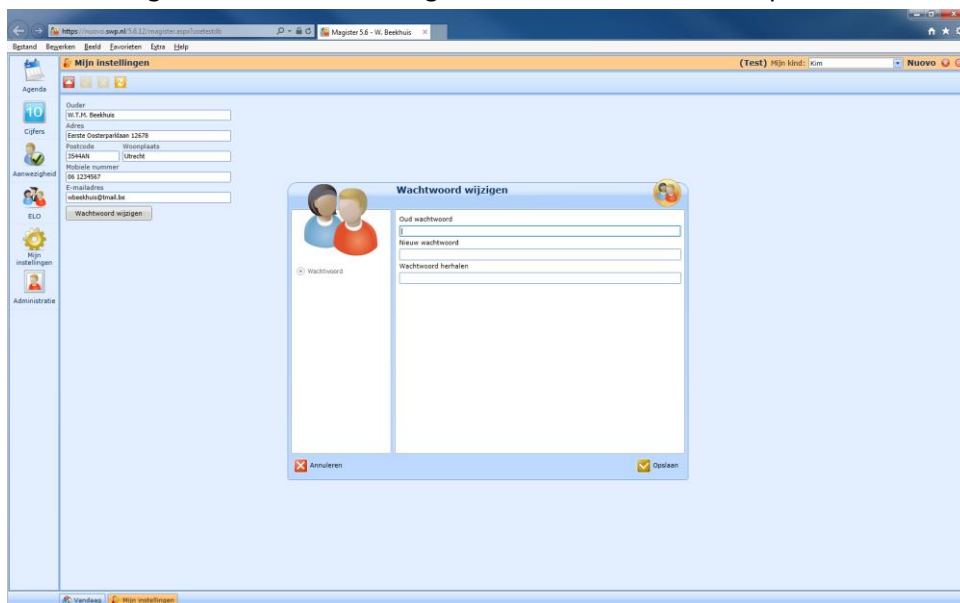 https://nuovo.swp.nl/5.6.12/magister.aspx?usetestdb
Magister 5.6 - W. Beekhuis
Bestand Bewerken Beeld Favorieten Extra Help
Mijn instellingen
(Test) Mijn kind: Kim
Nuovo
Agenda
10
Cijfers
Aanwezigheid
ELO
Mijn
instellingen
Administratie
Ouder
W.T.M. Beekhuis
Adres
Eerste Oosterparklaan 12678
Postcode Woonplaats
3544AN Utrecht
Mobiele nummer
06 1234567
E-mailadres
wbeekhuis@tmail.be
Wachtwoord wijzigen
Wachtwoord wijzigen
Wachtwoord
Oud wachtwoord
Nieuw wachtwoord
Wachtwoord herhalen
Annuleren
Opslaan
Vandaag
Mijn instellingen